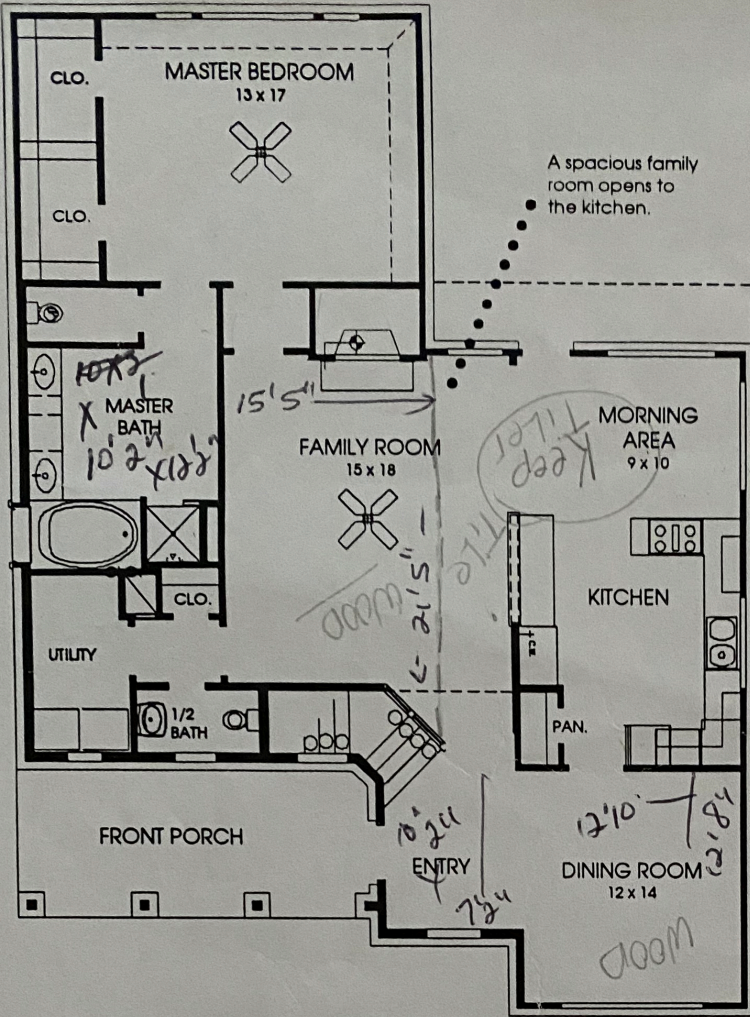 CLO.
MASTER BEDROOM
13 x 17
A spacious family
room opens to
the kitchen.
CLO.
MASTER
BATH
10' 2" x 12' 2"
15' 5"
FAMILY ROOM
15 x 18
Keep
TILE
MORNING
AREA
9 x 10
TILE
21' 5"
WOOD
CLO.
KITCHEN
UTILITY
1/2
BATH
PAN.
FRONT PORCH
10' 2"
ENTRY
7' 2"
12' 10"
12' 8"
DINING ROOM
12 x 14
WOOD